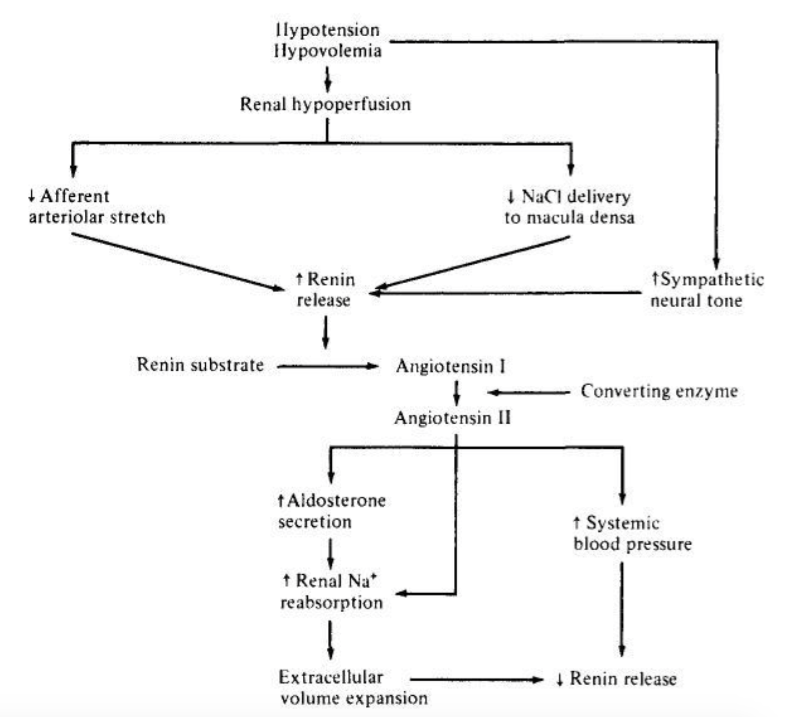 Hypotension
Hypovolemia
Renal hypoperfusion
↓ Afferent
arteriolar stretch
↓ NaCl delivery
to macula densa
↑ Renin
release
↑Sympathetic
neural tone
Renin substrate
Angiotensin I
Converting enzyme
Angiotensin II
↑Aldosterone
secretion
↑ Systemic
blood pressure
↑ Renal Na⁺
reabsorption
Extracellular
volume expansion
↓ Renin release